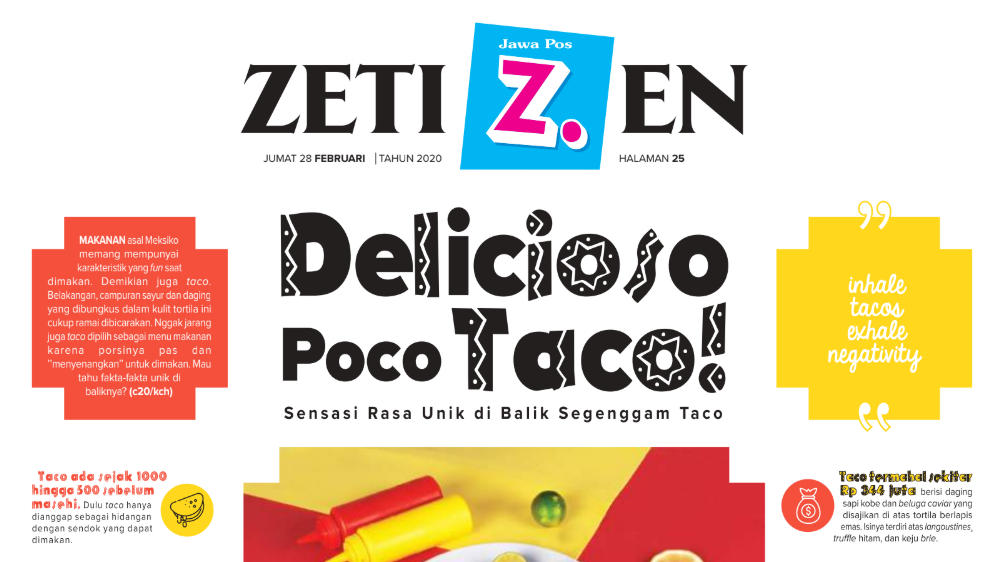 Jawa Pos
ZETIZ.EN
JUMAT 28 FEBRUARI | TAHUN 2020
HALAMAN 25
MAKANAN asal Meksiko
memang mempunyai
karakteristik yang fun saat
dimakan. Demikian juga taco.
Belakangan, campuran sayur dan daging
yang dibungkus dalam kulit tortila ini
cukup ramai dibicarakan. Nggak jarang
juga taco dipilih sebagai menu makanan
karena porsinya pas dan
"menyenangkan" untuk dimakan. Mau
tahu fakta-fakta unik di
baliknya? (c20/kch)
Delicioso
Poco Taco!
Sensasi Rasa Unik di Balik Segenggam Taco
inhale
tacos
exhale
negativity
Taco ada sejak 1000
hingga 500 sebelum
masehi. Dulu taco hanya
dianggap sebagai hidangan
dengan sendok yang dapat
dimakan.
Taco termahal sekitar
Rp 344 juta berisi daging
sapi kobe dan beluga caviar yang
disajikan di atas tortila berlapis
emas. Isinya terdiri atas langoustines,
truffle hitam, dan keju brie.